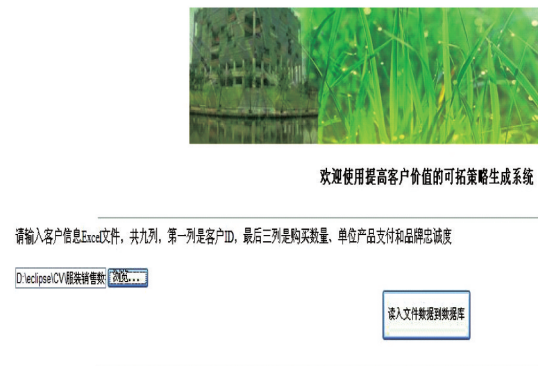 欢迎使用提高客户价值的可拓策略生成系统
请输入客户信息Excel文件，共九列，第一列是客户ID，最后三列是购买数量、单位产品支付和品牌忠诚度
D:\eclipse\CV\服装销售数 浏览...
读入文件数据到数据库